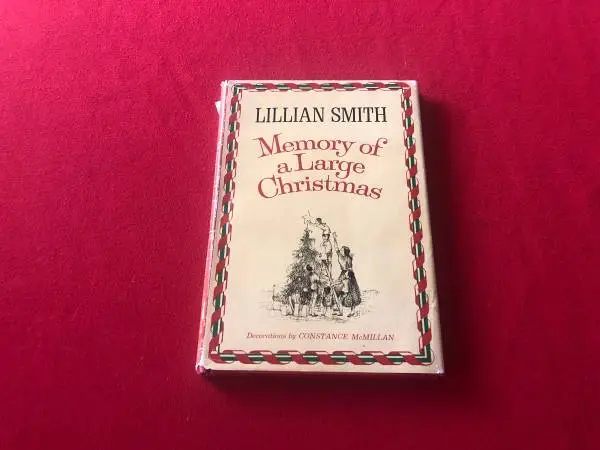 LILLIAN SMITH
Memory of
a Large
Christmas
Decorations by CONSTANCE McMILLAN